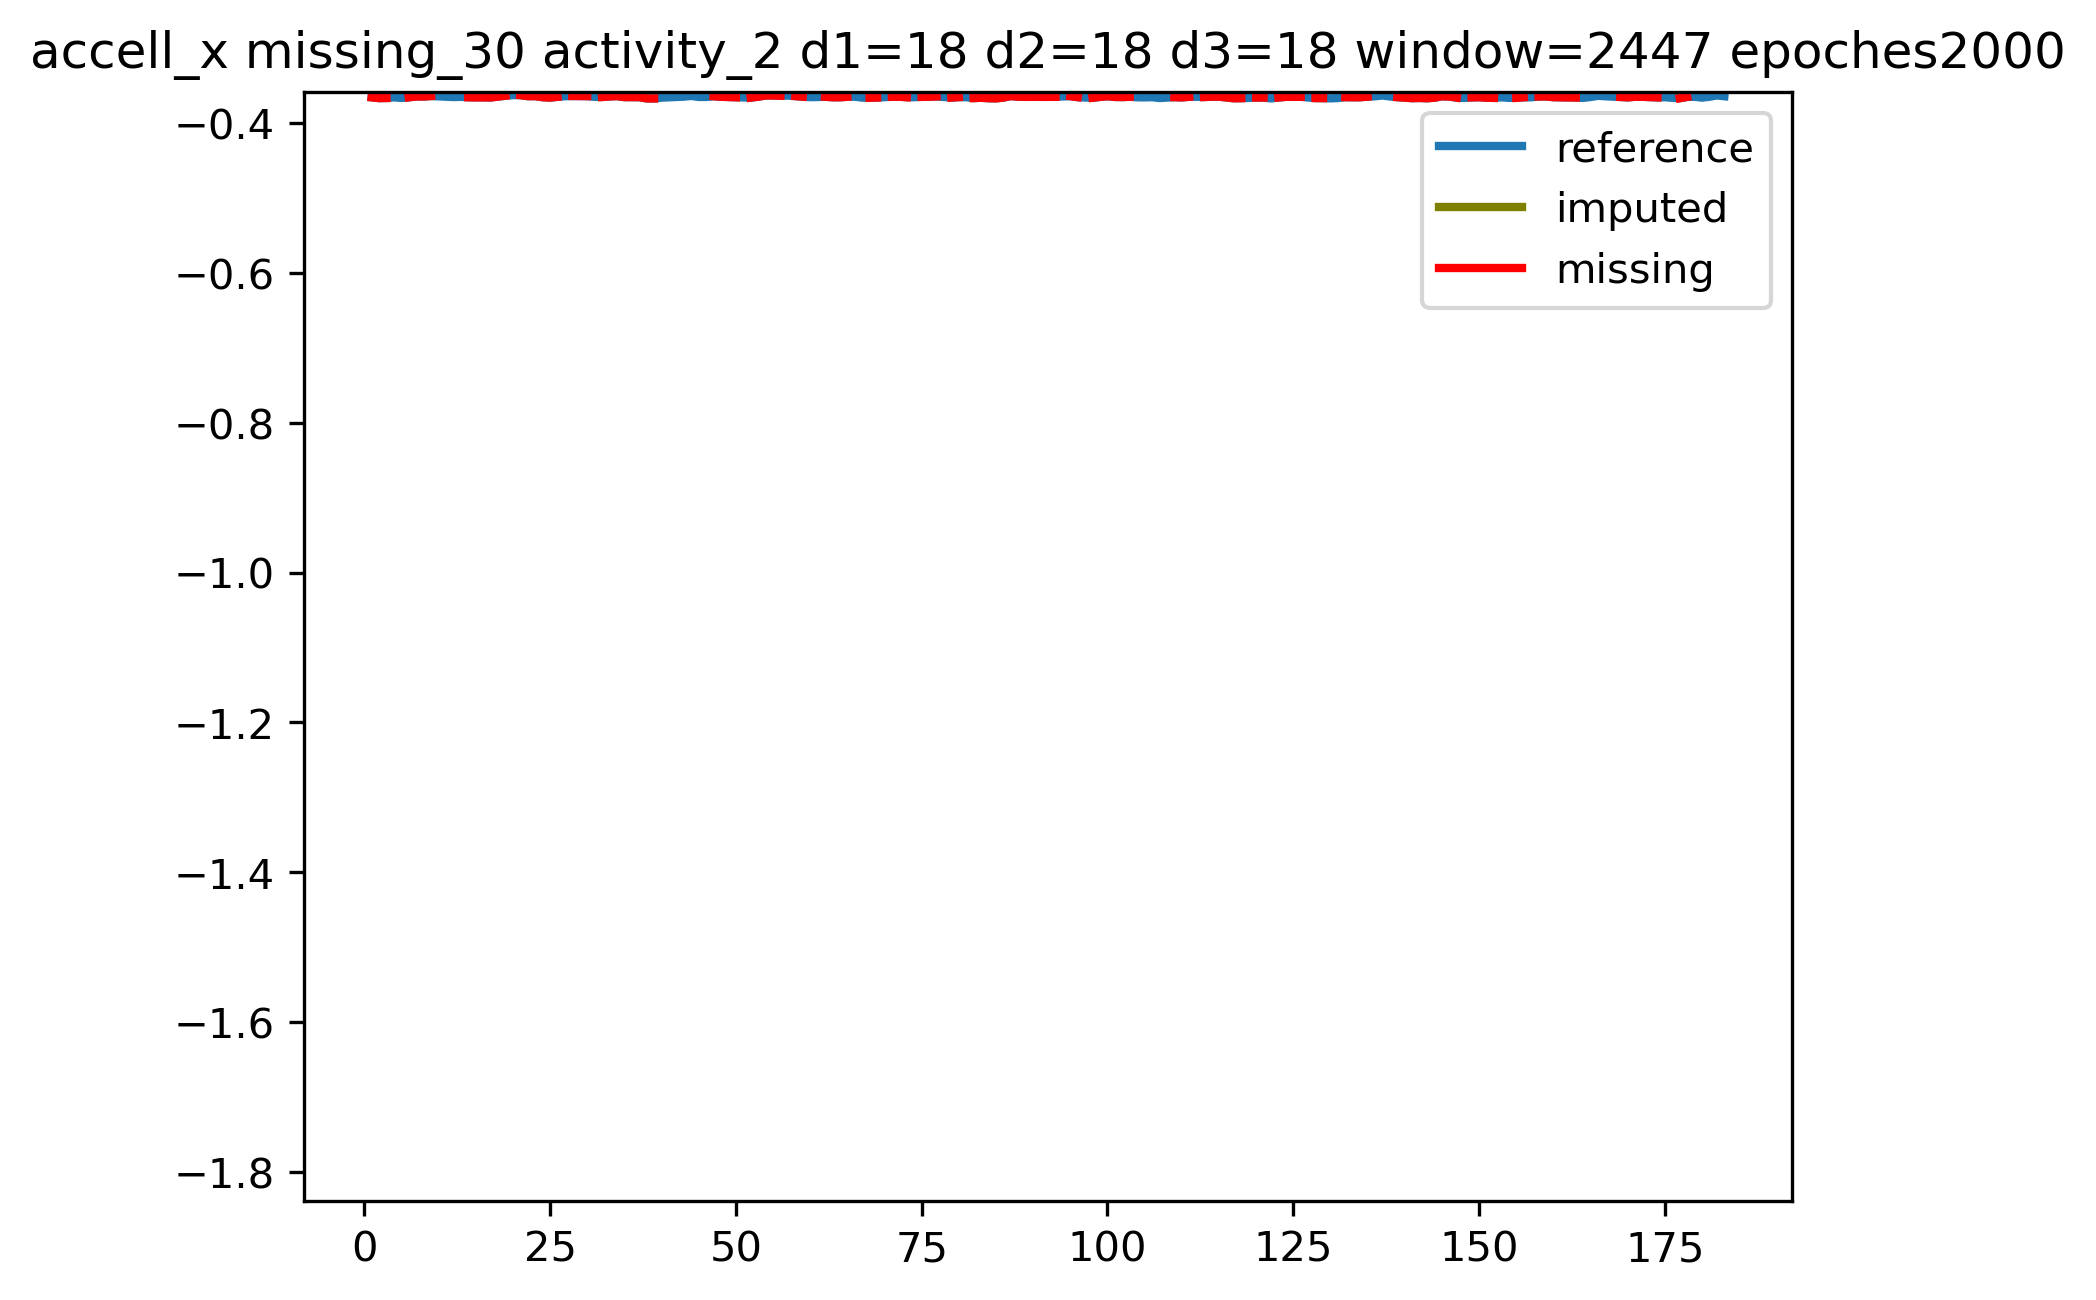 accell_x missing_30 activity_2 d1=18 d2=18 d3=18 window=2447 epoches2000
−0.4
−0.6
−0.8
−1.0
−1.2
−1.4
−1.6
−1.8
reference
imputed
missing
0 25 50 75 100 125 150 175